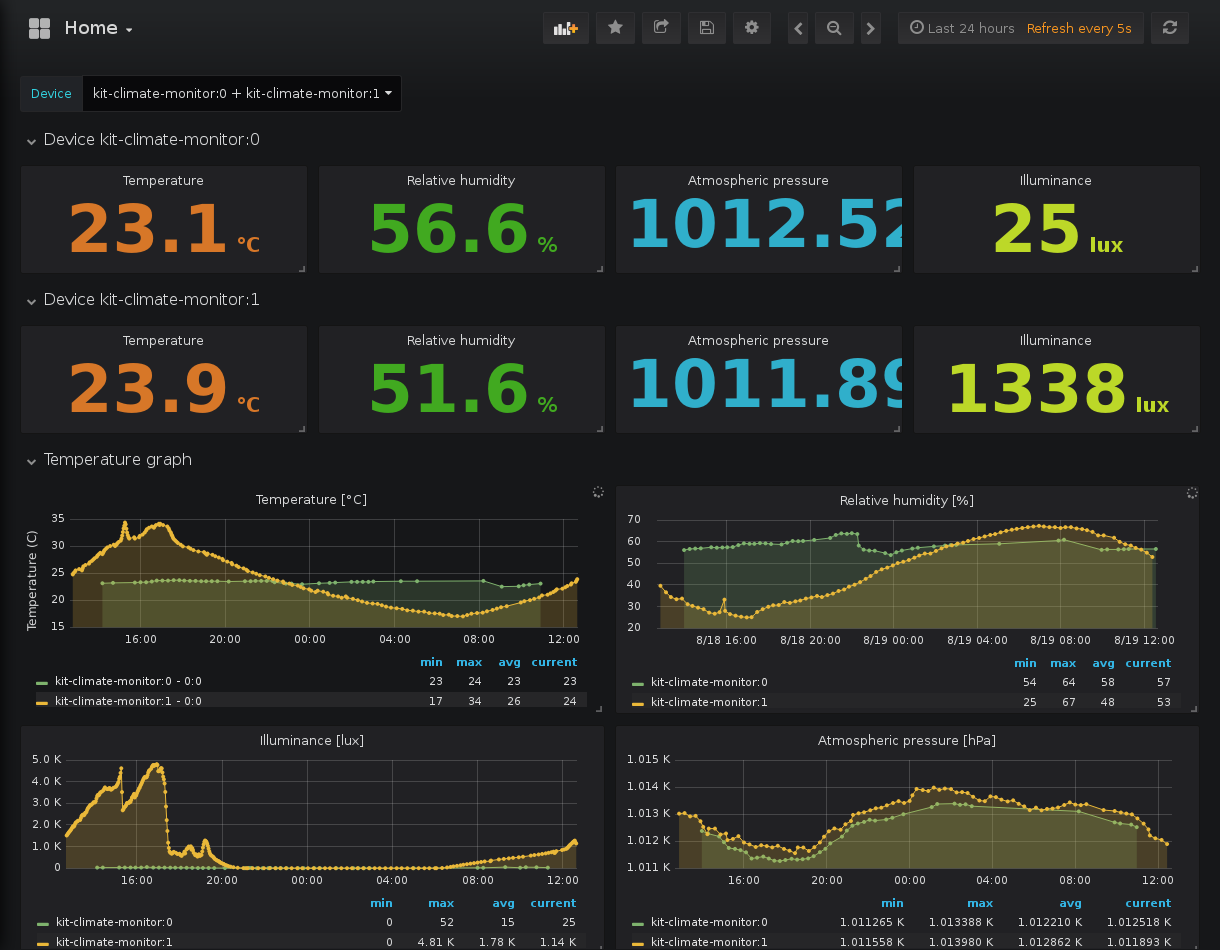 Home
Last 24 hours Refresh every 5s
Device kit-climate-monitor:0 + kit-climate-monitor:1
Device kit-climate-monitor:0
Temperature Relative humidity Atmospheric pressure Illuminance
23.1 °C 56.6 % 1012.52 25 lux
Device kit-climate-monitor:1
Temperature Relative humidity Atmospheric pressure Illuminance
23.9 °C 51.6 % 1011.89 1338 lux
Temperature graph
Temperature [°C]
Temperature (C)
35
30
25
20
15
16:00 20:00 00:00 04:00 08:00 12:00
min max avg current
kit-climate-monitor:0 - 0:0 23 24 23 23
kit-climate-monitor:1 - 0:0 17 34 26 24
Relative humidity [%]
70
60
50
40
30
20
8/18 16:00 8/18 20:00 8/19 00:00 8/19 04:00 8/19 08:00 8/19 12:00
min max avg current
kit-climate-monitor:0 54 64 58 57
kit-climate-monitor:1 25 67 48 53
Illuminance [lux]
5.0 K
4.0 K
3.0 K
2.0 K
1.0 K
0
16:00 20:00 00:00 04:00 08:00 12:00
min max avg current
kit-climate-monitor:0 0 52 15 25
kit-climate-monitor:1 0 4.81 K 1.78 K 1.14 K
Atmospheric pressure [hPa]
1.015 K
1.014 K
1.013 K
1.012 K
1.011 K
16:00 20:00 00:00 04:00 08:00 12:00
min max avg current
kit-climate-monitor:0 1.011265 K 1.013388 K 1.012210 K 1.012518 K
kit-climate-monitor:1 1.011558 K 1.013980 K 1.012862 K 1.011893 K